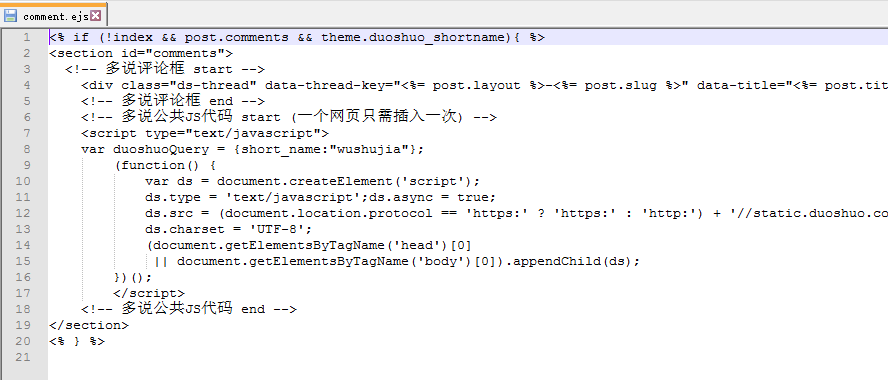 comment.ejs
1 <% if (!index && post.comments && theme.duoshuo_shortname){ %>
2 <section id="comments">
3 <!-- 多说评论框 start -->
4 <div class="ds-thread" data-thread-key="<%= post.layout %>-<%= post.slug %>" data-title="<%= post.tit
5 <!-- 多说评论框 end -->
6 <!-- 多说公共JS代码 start (一个网页只需插入一次) -->
7 <script type="text/javascript">
8 var duoshuoQuery = {short_name:"wushujia"};
9 (function() {
10 var ds = document.createElement('script');
11 ds.type = 'text/javascript';ds.async = true;
12 ds.src = (document.location.protocol == 'https:' ? 'https:' : 'http:') + '//static.duoshuo.co
13 ds.charset = 'UTF-8';
14 (document.getElementsByTagName('head')[0]
15 || document.getElementsByTagName('body')[0]).appendChild(ds);
16 })();
17 </script>
18 <!-- 多说公共JS代码 end -->
19 </section>
20 <% } %>
21